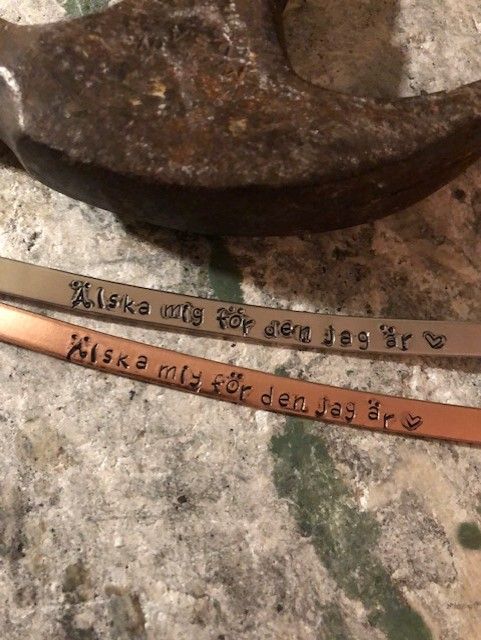 Älska mig för den jag är ♡
Älska mig för den jag är ♡